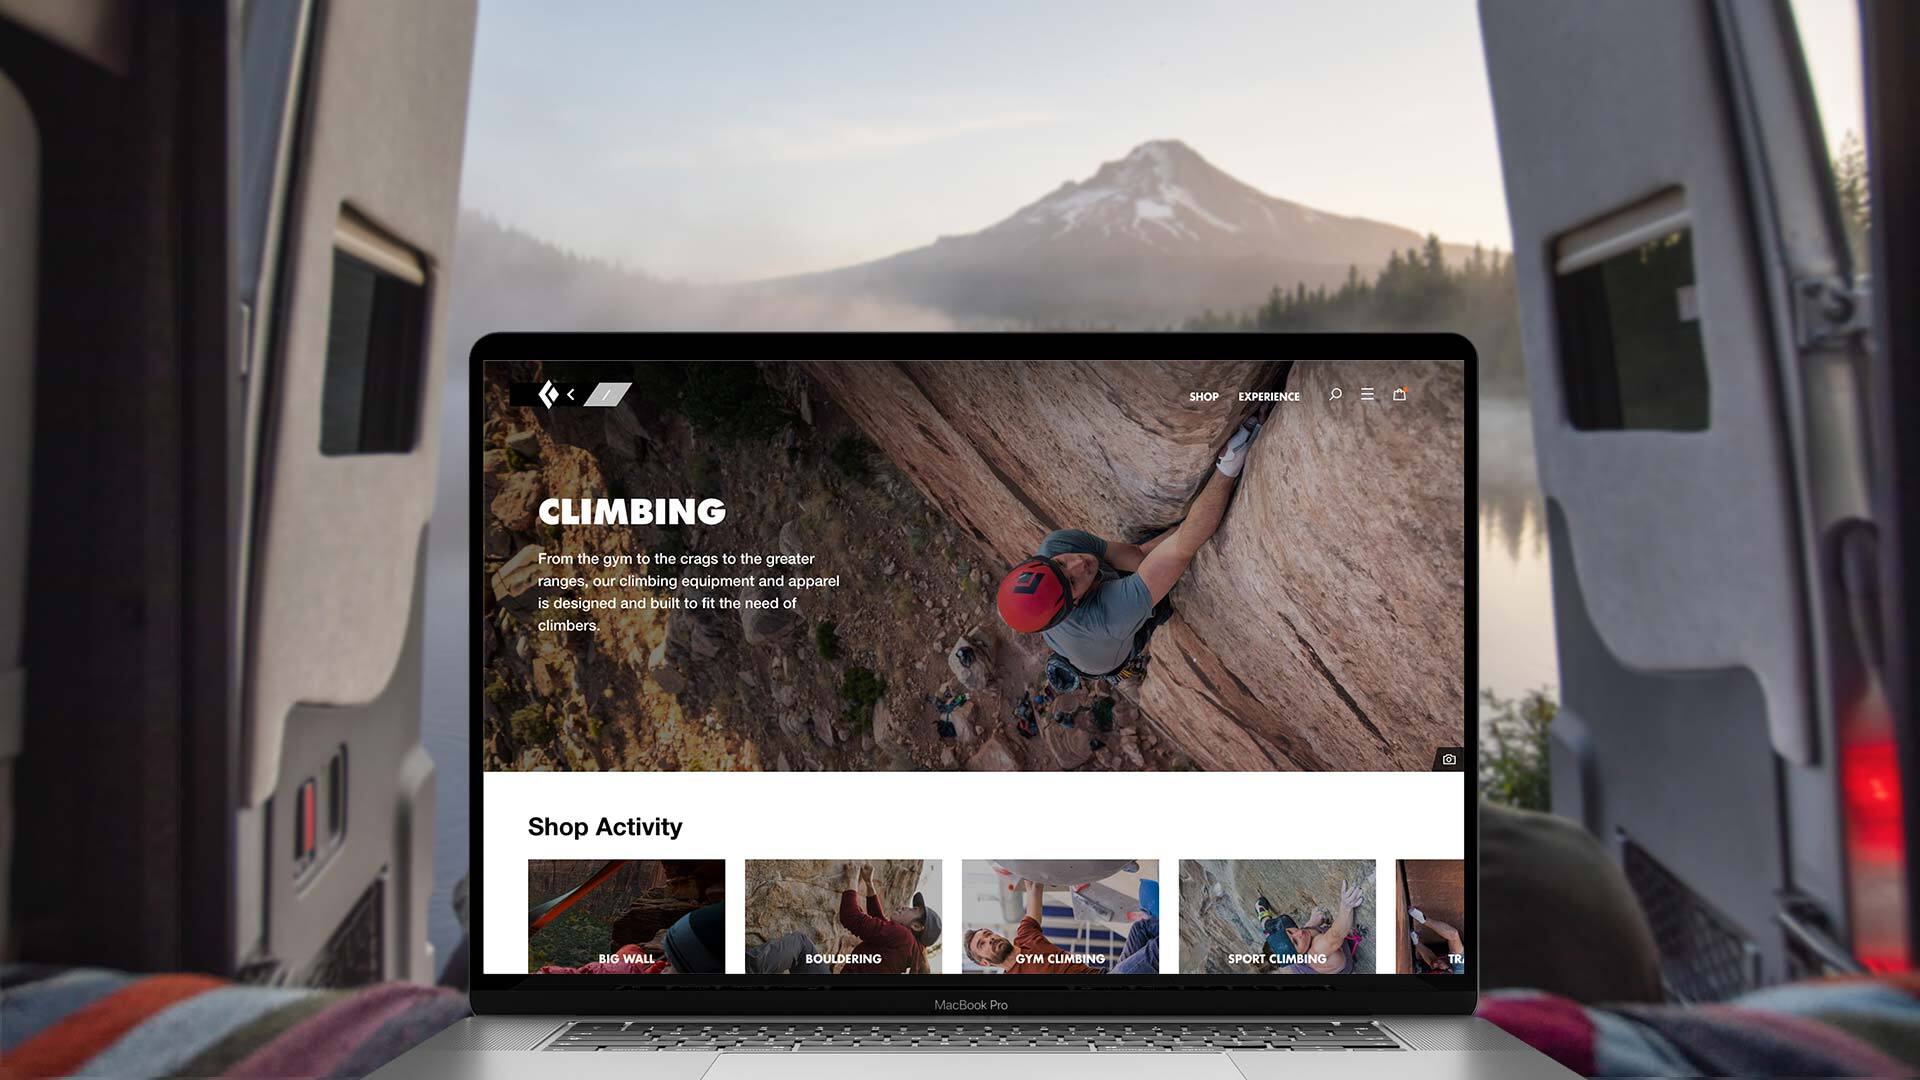 SHOP EXPERIENCE
CLIMBING
From the gym to the crags to the greater
ranges, our climbing equipment and apparel
is designed and built to fit the need of
climbers.
Shop Activity
BIG WALL BOULDERING GYM CLIMBING SPORT CLIMBING
MacBook Pro